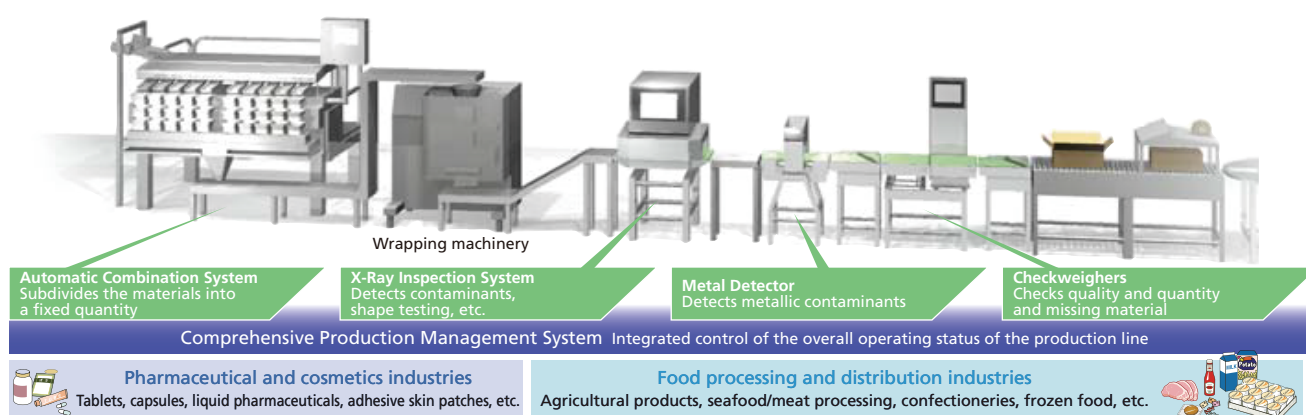 Wrapping machinery
Automatic Combination System
Subdivides the materials into
a fixed quantity
X-Ray Inspection System
Detects contaminants,
shape testing, etc.
Metal Detector
Detects metallic contaminants
Checkweighers
Checks quality and quantity
and missing material
Comprehensive Production Management System Integrated control of the overall operating status of the production line
Pharmaceutical and cosmetics industries
Tablets, capsules, liquid pharmaceuticals, adhesive skin patches, etc.
Food processing and distribution industries
Agricultural products, seafood/meat processing, confectioneries, frozen food, etc.
Potato